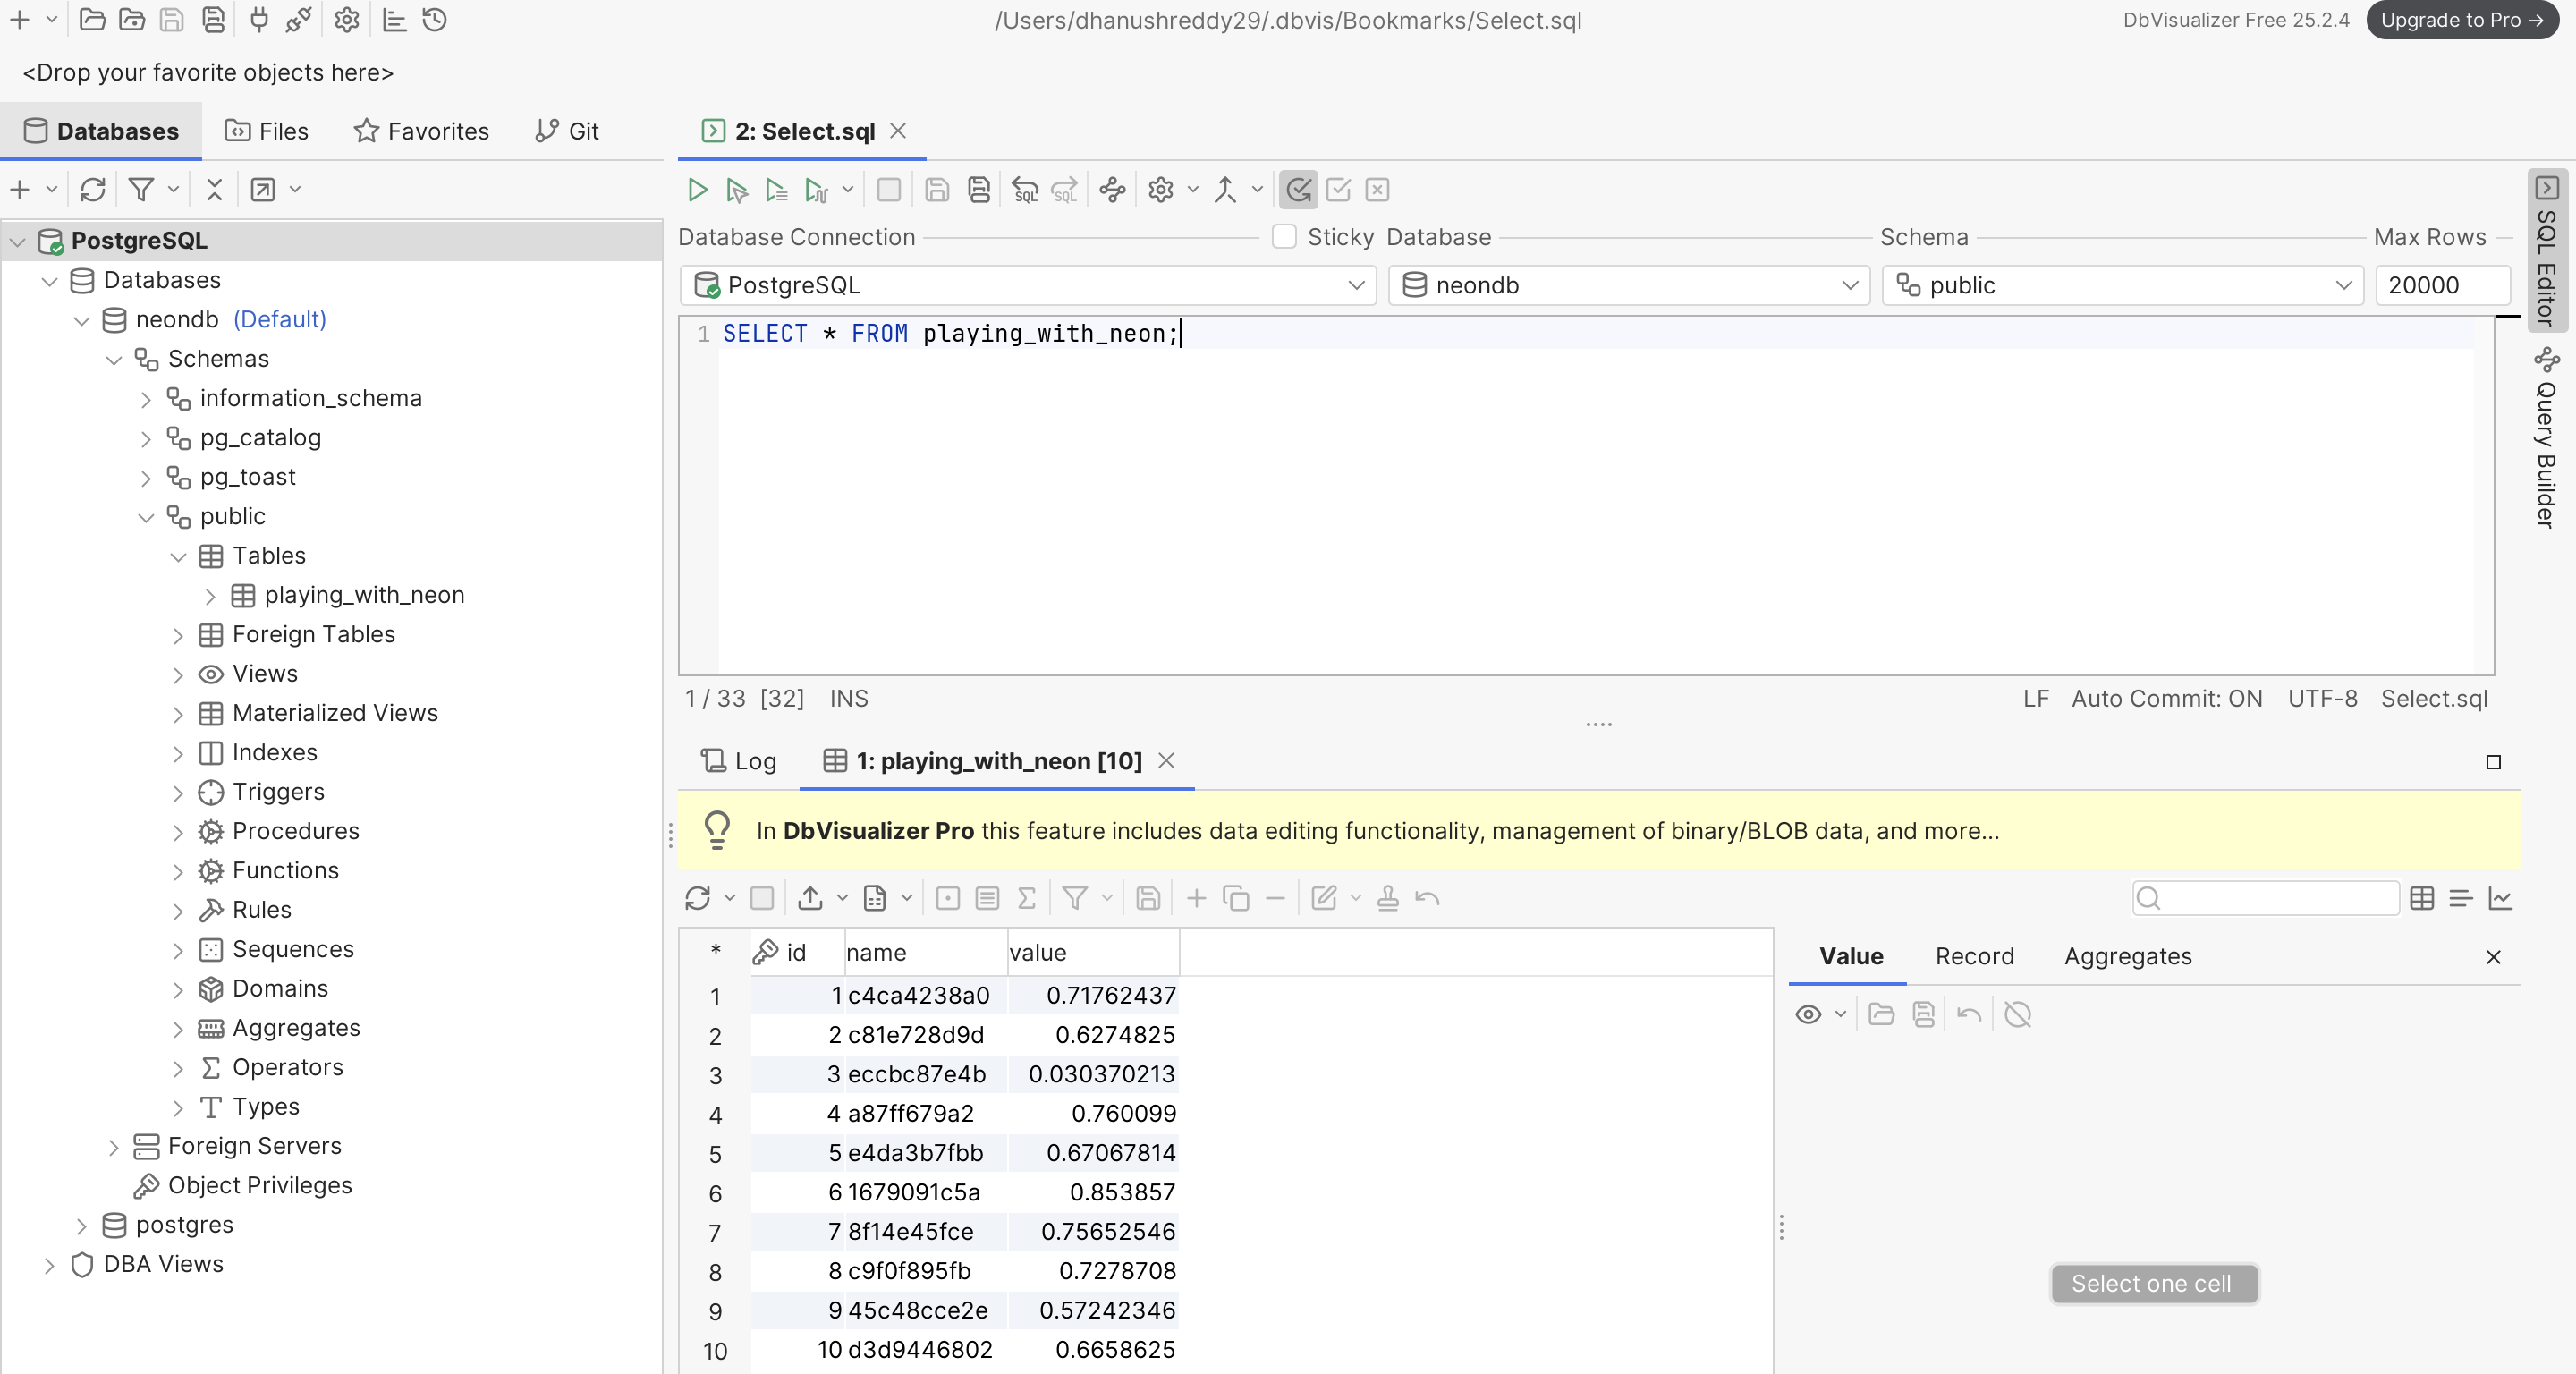 /Users/dhanushreddy29/.dbvis/Bookmarks/Select.sql
DbVisualizer Free 25.2.4
Upgrade to Pro →
<Drop your favorite objects here>
Databases
Files
Favorites
Git
PostgreSQL
Databases
neondb (Default)
Schemas
information_schema
pg_catalog
pg_toast
public
Tables
playing_with_neon
Foreign Tables
Views
Materialized Views
Indexes
Triggers
Procedures
Functions
Rules
Sequences
Domains
Aggregates
Operators
Types
Foreign Servers
Object Privileges
postgres
DBA Views
2: Select.sql
SQL SQL
Database Connection Sticky Database Schema Max Rows
PostgreSQL neondb public 20000
1 SELECT * FROM playing_with_neon;
1 / 33 [32] INS
LF Auto Commit: ON UTF-8 Select.sql
SQL Editor
Query Builder
Log
1: playing_with_neon [10]
In DbVisualizer Pro this feature includes data editing functionality, management of binary/BLOB data, and more...
* id name value
1 1 c4ca4238a0 0.71762437
2 2 c81e728d9d 0.6274825
3 3 eccbc87e4b 0.030370213
4 4 a87ff679a2 0.760099
5 5 e4da3b7fbb 0.67067814
6 6 1679091c5a 0.853857
7 7 8f14e45fce 0.75652546
8 8 c9f0f895fb 0.7278708
9 9 45c48cce2e 0.57242346
10 10 d3d9446802 0.6658625
Value Record Aggregates
Select one cell